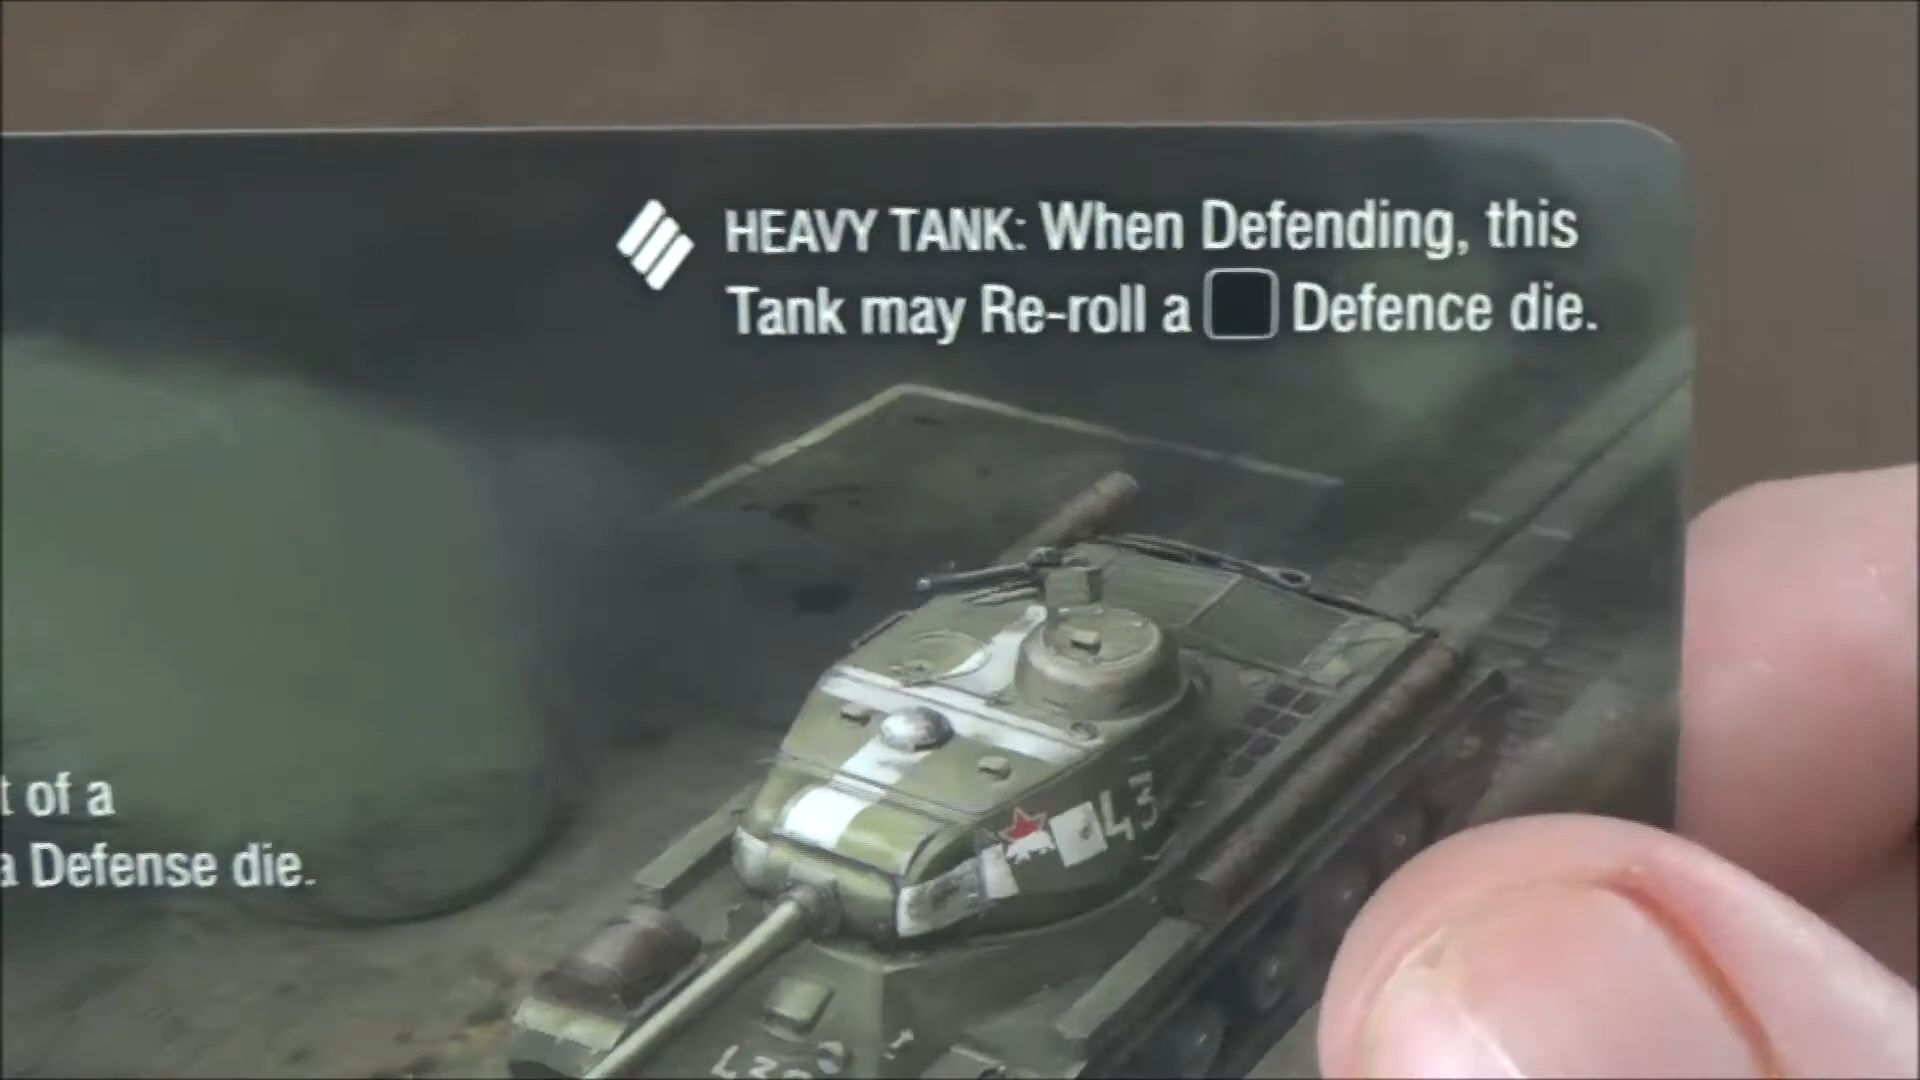 HEAVY TANK: When Defending, this
Tank may Re-roll a Defence die.
43
t of a
a Defense die.